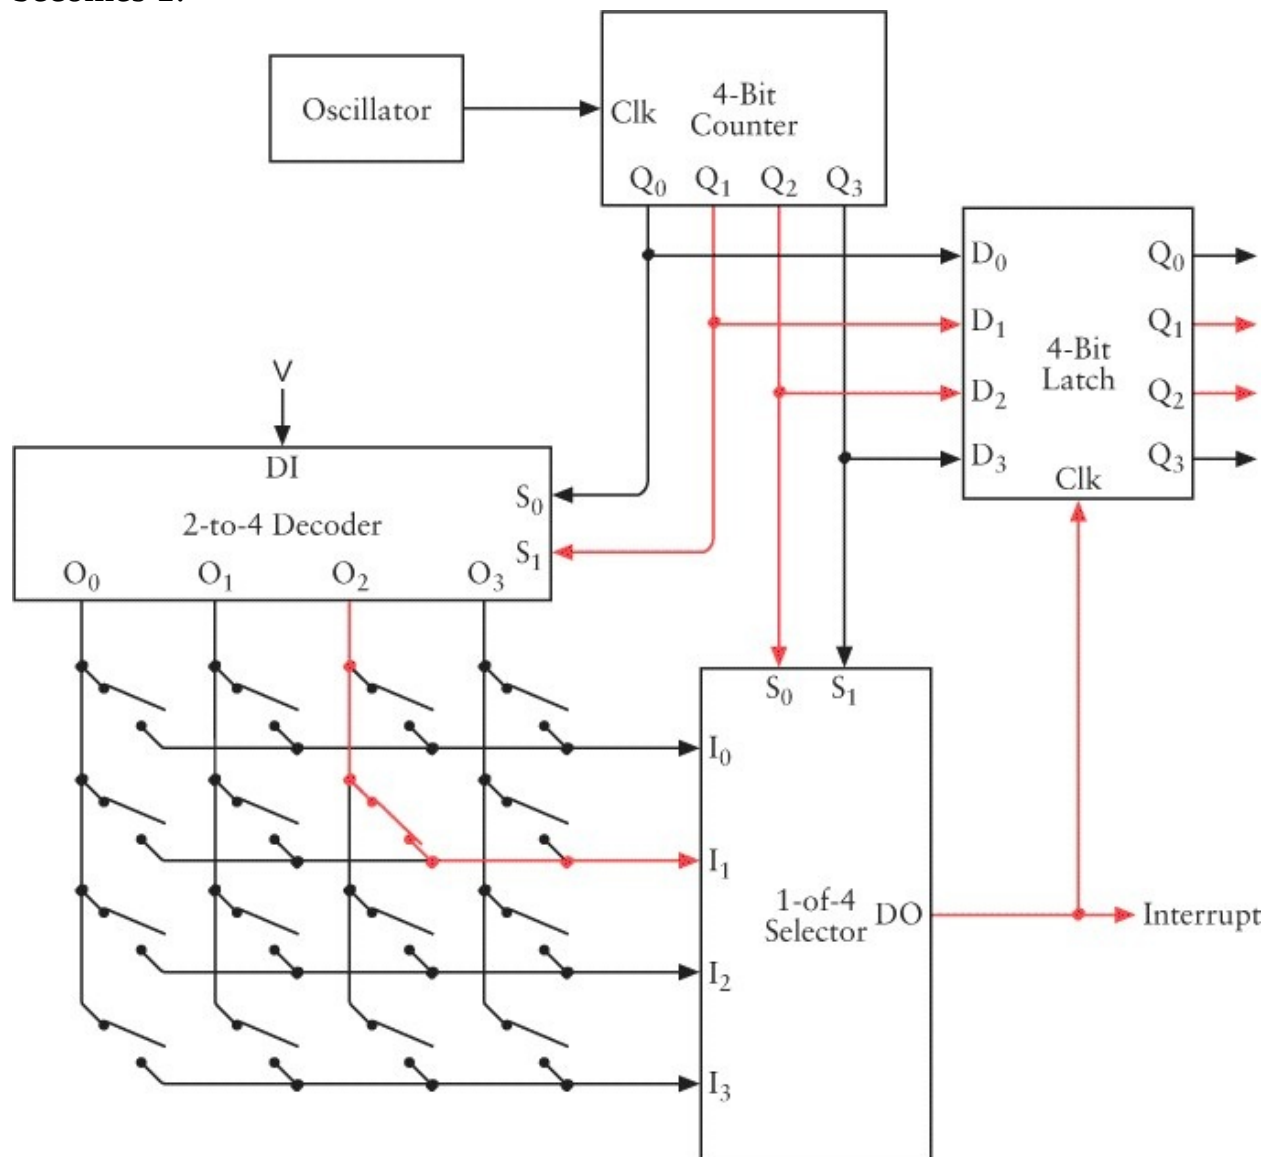 Oscillator
Clk
4-Bit
Counter
Q₀ Q₁ Q₂ Q₃
D₀ Q₀
D₁ Q₁
4-Bit
Latch
D₂ Q₂
D₃ Q₃
Clk
V
DI
S₀
2-to-4 Decoder
S₁
O₀ O₁ O₂ O₃
S₀ S₁
I₀
I₁
1-of-4
Selector
DO
Interrupt
I₂
I₃